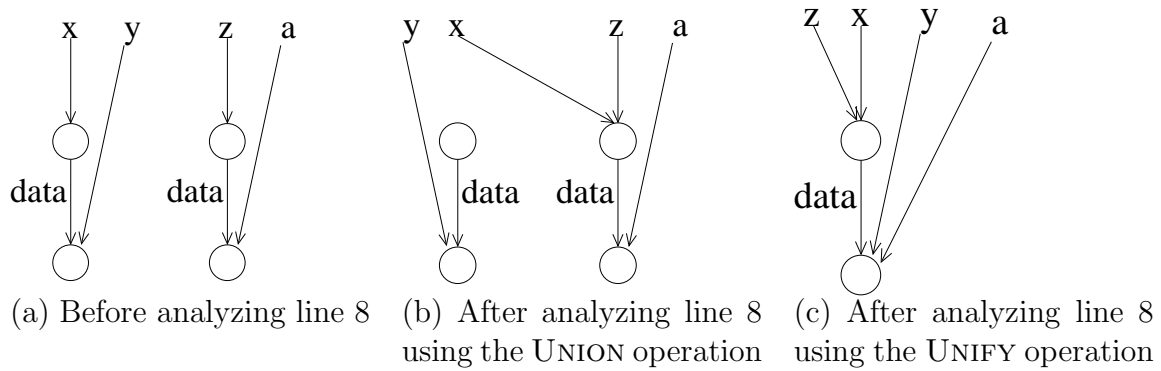 x y z a
y x z a
z x y a
data data
data data
data
(a) Before analyzing line 8
(b) After analyzing line 8
using the UNION operation
(c) After analyzing line 8
using the UNIFY operation